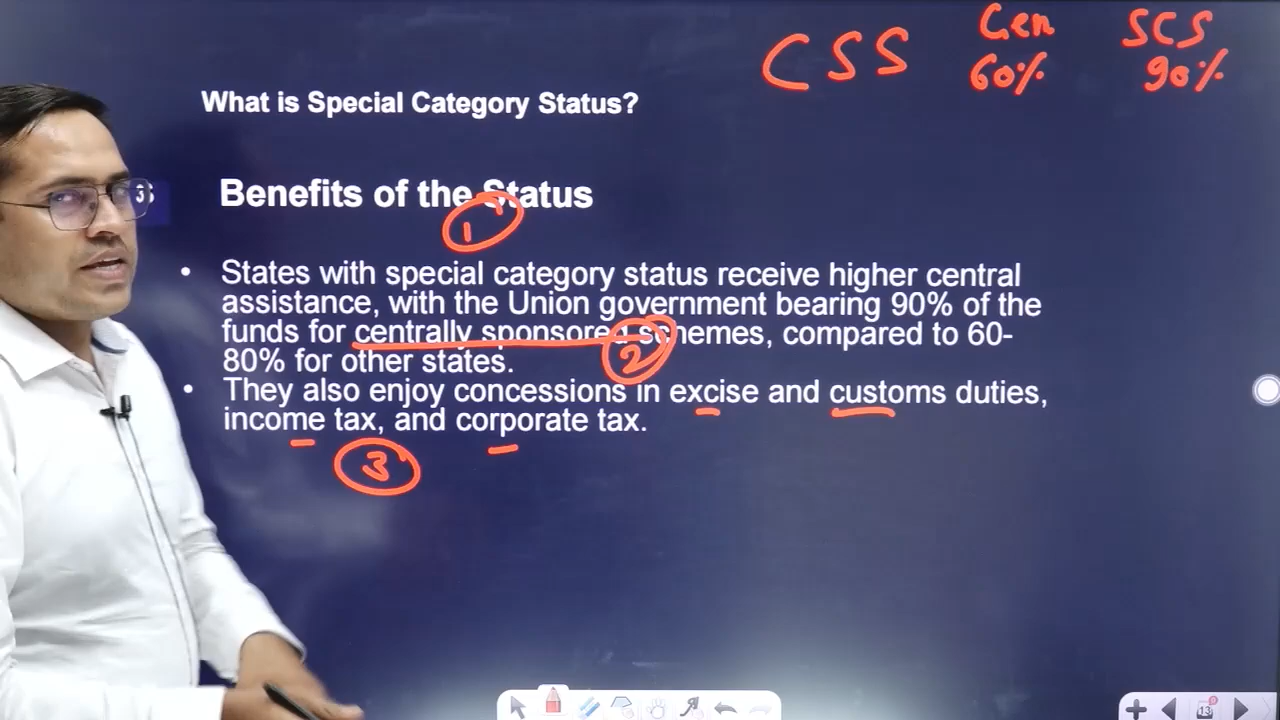 CSS Gen SCS
60% 90%
What is Special Category Status?
Benefits of the Status
1
• States with special category status receive higher central
assistance, with the Union government bearing 90% of the
funds for centrally sponsored schemes, compared to 60-
80% for other states.
2
• They also enjoy concessions in excise and customs duties,
income tax, and corporate tax.
3
13